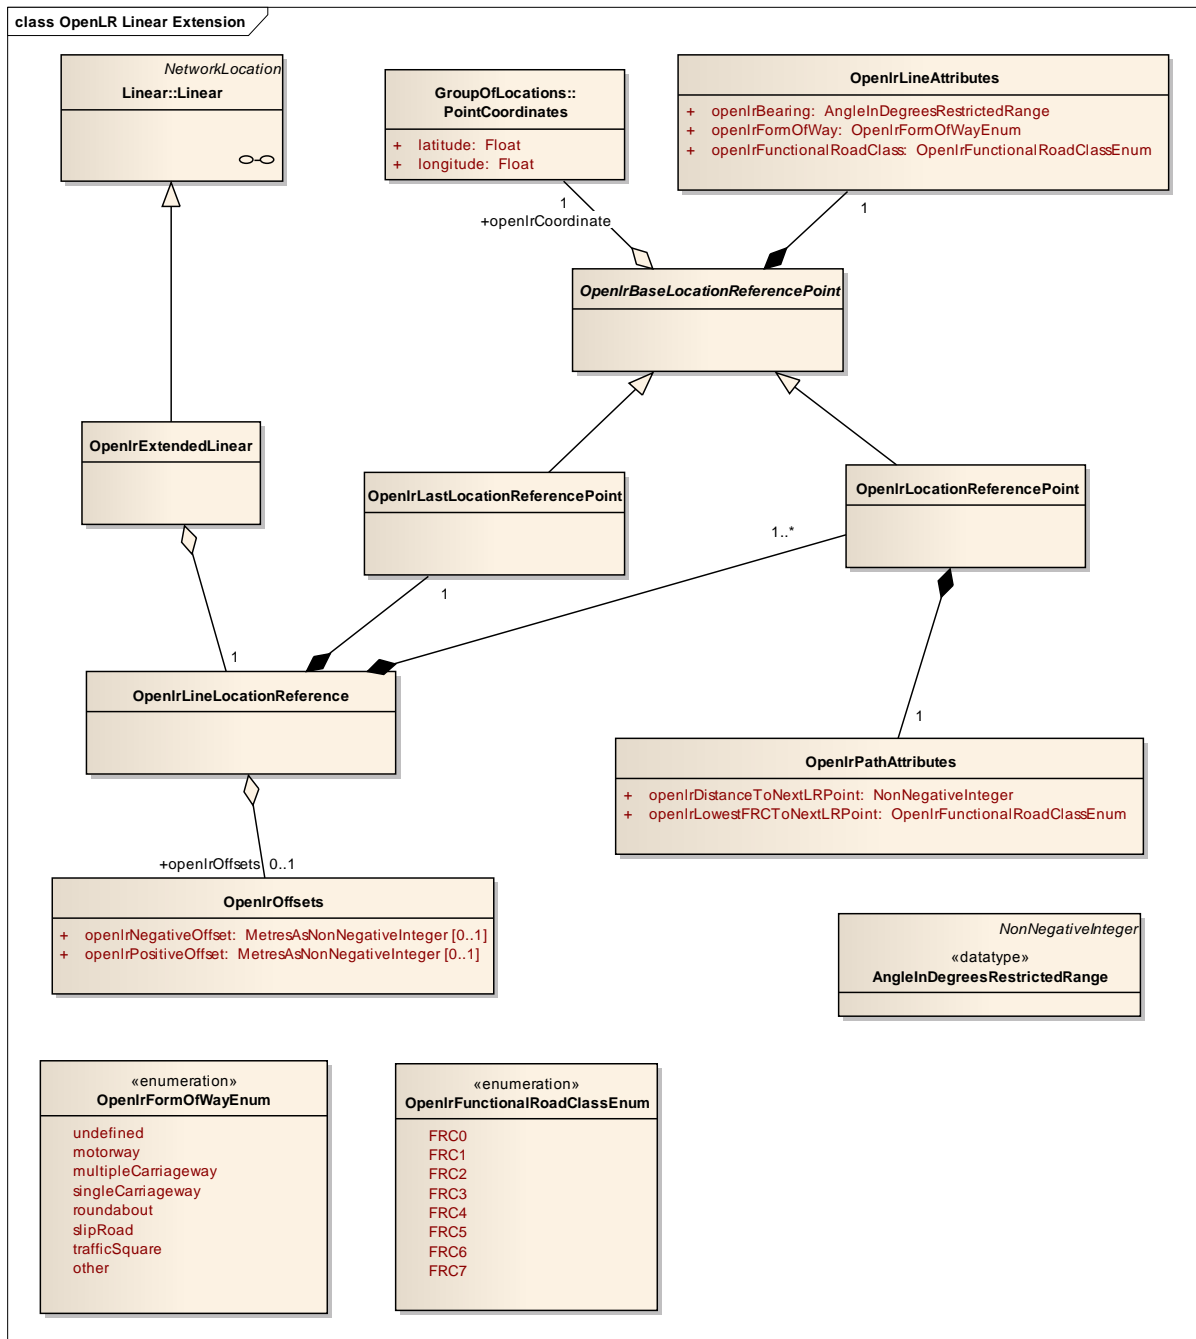 class OpenLR Linear Extension
NetworkLocation
Linear::Linear
GroupOfLocations::
PointCoordinates
+ latitude: Float
+ longitude: Float
OpenlrLineAttributes
+ openlrBearing: AngleInDegreesRestrictedRange
+ openlrFormOfWay: OpenlrFormOfWayEnum
+ openlrFunctionalRoadClass: OpenlrFunctionalRoadClassEnum
1
+openlrCoordinate
1
OpenlrBaseLocationReferencePoint
OpenlrExtendedLinear
OpenlrLastLocationReferencePoint
OpenlrLocationReferencePoint
1..*
1
1
OpenlrLineLocationReference
1
OpenlrPathAttributes
+ openlrDistanceToNextLRPoint: NonNegativeInteger
+ openlrLowestFRCToNextLRPoint: OpenlrFunctionalRoadClassEnum
+openlrOffsets 0..1
OpenlrOffsets
+ openlrNegativeOffset: MetresAsNonNegativeInteger [0..1]
+ openlrPositiveOffset: MetresAsNonNegativeInteger [0..1]
NonNegativeInteger
«datatype»
AngleInDegreesRestrictedRange
«enumeration»
OpenlrFormOfWayEnum
undefined
motorway
multipleCarriageway
singleCarriageway
roundabout
slipRoad
trafficSquare
other
«enumeration»
OpenlrFunctionalRoadClassEnum
FRC0
FRC1
FRC2
FRC3
FRC4
FRC5
FRC6
FRC7